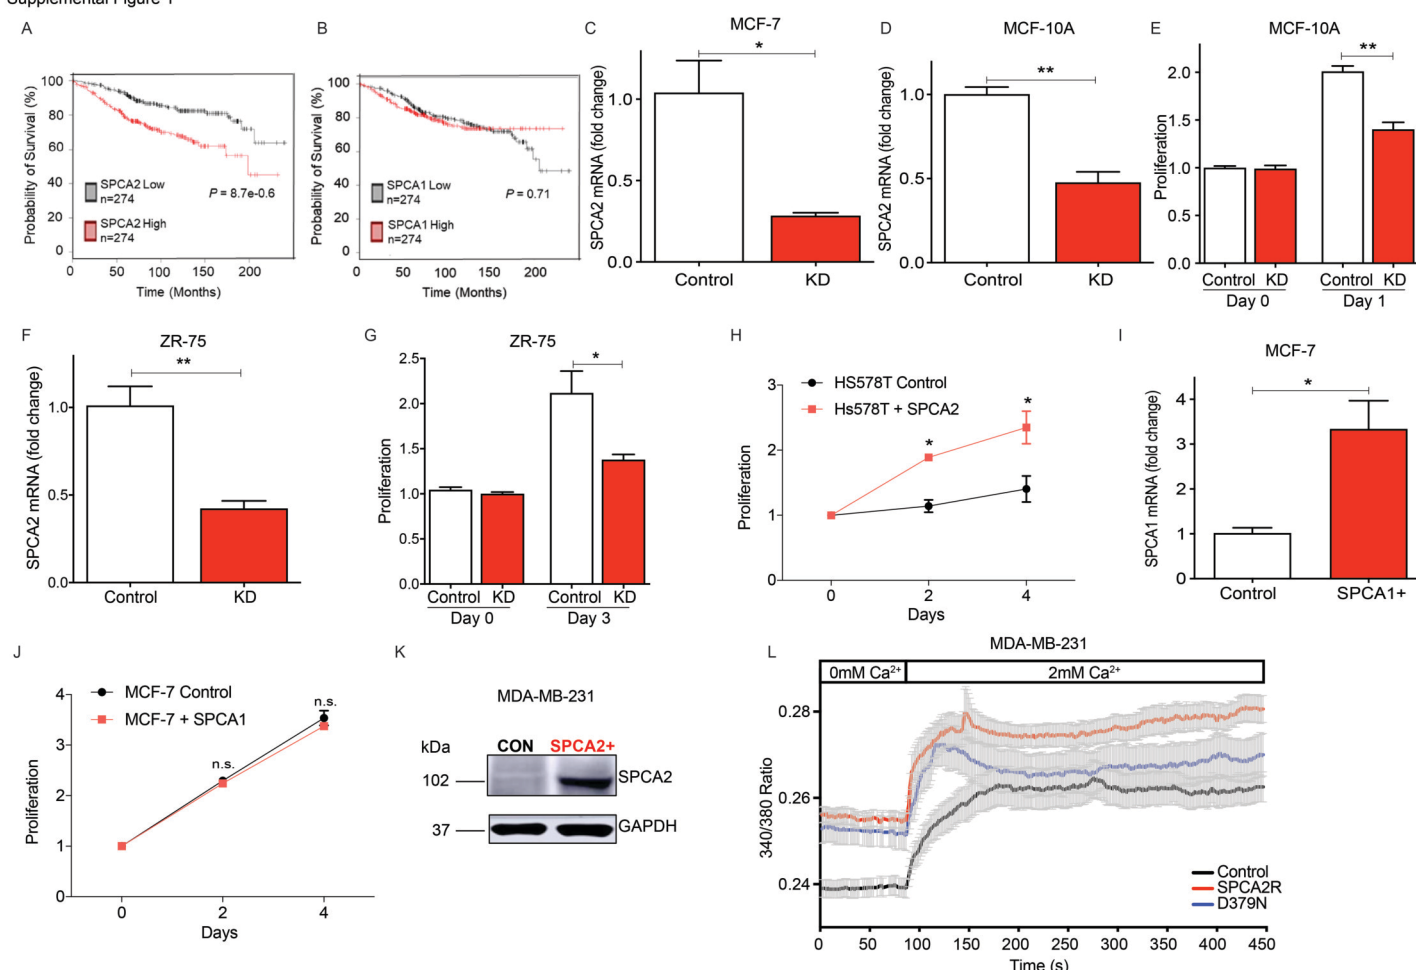 Supplemental Figure 1
A
Probability of Survival (%)
100
80
60
40
20
0
SPCA2 Low
n=274
SPCA2 High
n=274
P = 8.7e-0.6
0 50 100 150 200
Time (Months)
B
Probability of Survival (%)
100
80
60
40
20
0
SPCA1 Low
n=274
SPCA1 High
n=274
P = 0.71
0 50 100 150 200
Time (Months)
C
MCF-7
SPCA2 mRNA (fold change)
*
1.0
0.5
0.0
Control KD
D
MCF-10A
SPCA2 mRNA (fold change)
**
1.0
0.5
0.0
Control KD
E
MCF-10A
Proliferation
**
2.0
1.5
1.0
0.5
0.0
Control KD Control KD
Day 0 Day 1
F
ZR-75
SPCA2 mRNA (fold change)
**
1.0
0.5
0.0
Control KD
G
ZR-75
Proliferation
*
2.5
2.0
1.5
1.0
0.5
0.0
Control KD Control KD
Day 0 Day 3
H
HS578T Control
Hs578T + SPCA2
Proliferation
3
2
1
0
* *
0 2 4
Days
I
MCF-7
SPCA1 mRNA (fold change)
*
4
3
2
1
0
Control SPCA1+
J
MCF-7 Control
MCF-7 + SPCA1
Proliferation
4
3
2
1
0
n.s. n.s.
0 2 4
Days
K
MDA-MB-231
kDa CON SPCA2+
102 SPCA2
37 GAPDH
L
MDA-MB-231
0mM Ca²⁺ 2mM Ca²⁺
340/380 Ratio
0.28
0.26
0.24
Control
SPCA2R
D379N
0 50 100 150 200 250 300 350 400 450
Time (s)